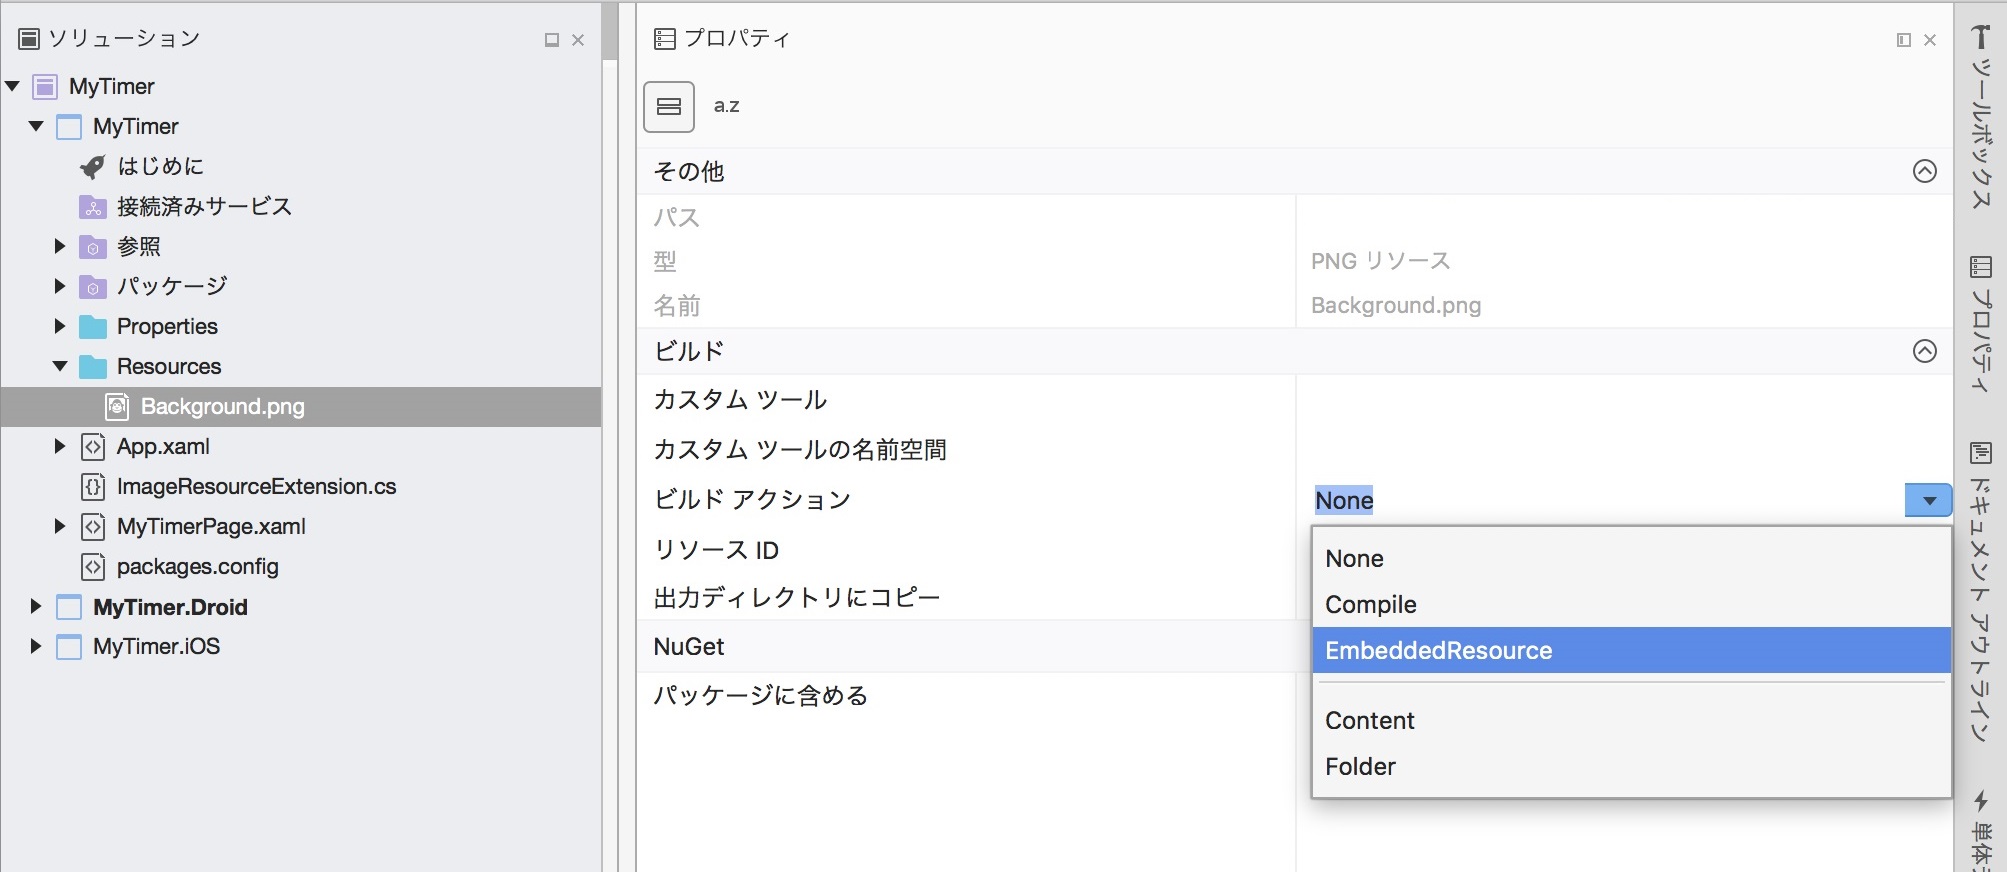 ソリューション
MyTimer
MyTimer
はじめに
接続済みサービス
参照
パッケージ
Properties
Resources
Background.png
App.xaml
ImageResourceExtension.cs
MyTimerPage.xaml
packages.config
MyTimer.Droid
MyTimer.iOS
プロパティ
a.z
その他
パス
型 PNG リソース
名前 Background.png
ビルド
カスタム ツール
カスタム ツールの名前空間
ビルド アクション None
リソース ID
出力ディレクトリにコピー
NuGet
パッケージに含める
None
Compile
EmbeddedResource
Content
Folder
ツールボックス
プロパティ
ドキュメント アウトライン
単体